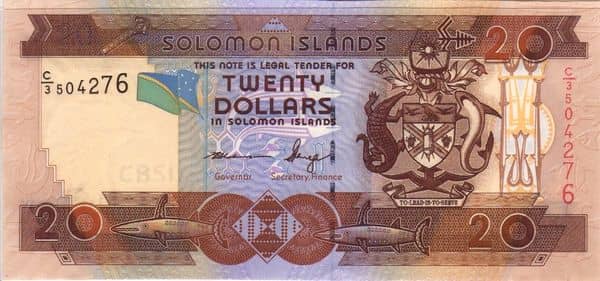 20
SOLOMON ISLANDS
20
THIS NOTE IS LEGAL TENDER FOR
C/3 504276
TWENTY
DOLLARS
IN SOLOMON ISLANDS
C/3 504276
Governor
Secretary, Finance
CBSI
TO LEAD IS TO SERVE
20
20